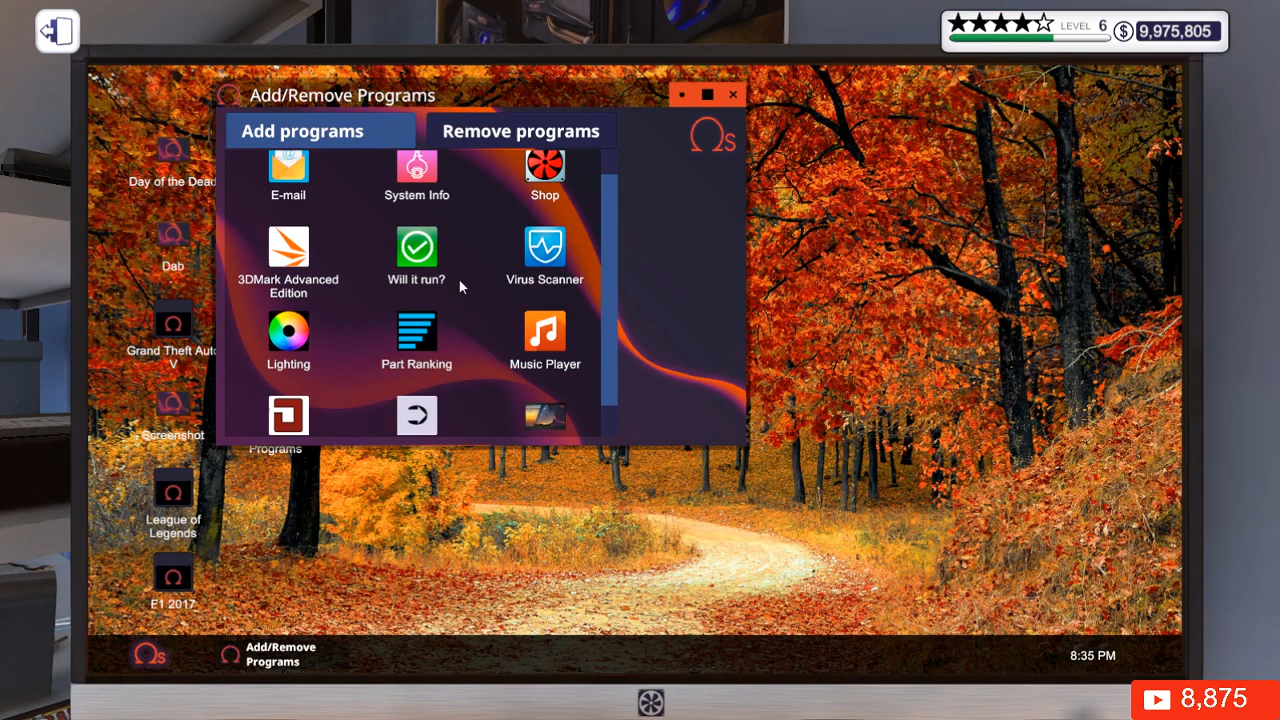 LEVEL 6
$ 9,975,805
Add/Remove Programs
Add programs
Remove programs
Ωs
E-mail
System Info
Shop
3DMark Advanced
Edition
Will it run?
Virus Scanner
Lighting
Part Ranking
Music Player
Programs
Day of the Dead
Dab
Grand Theft Auto
V
Screenshot
League of
Legends
F1 2017
Ωs
Add/Remove
Programs
8:35 PM
8,875